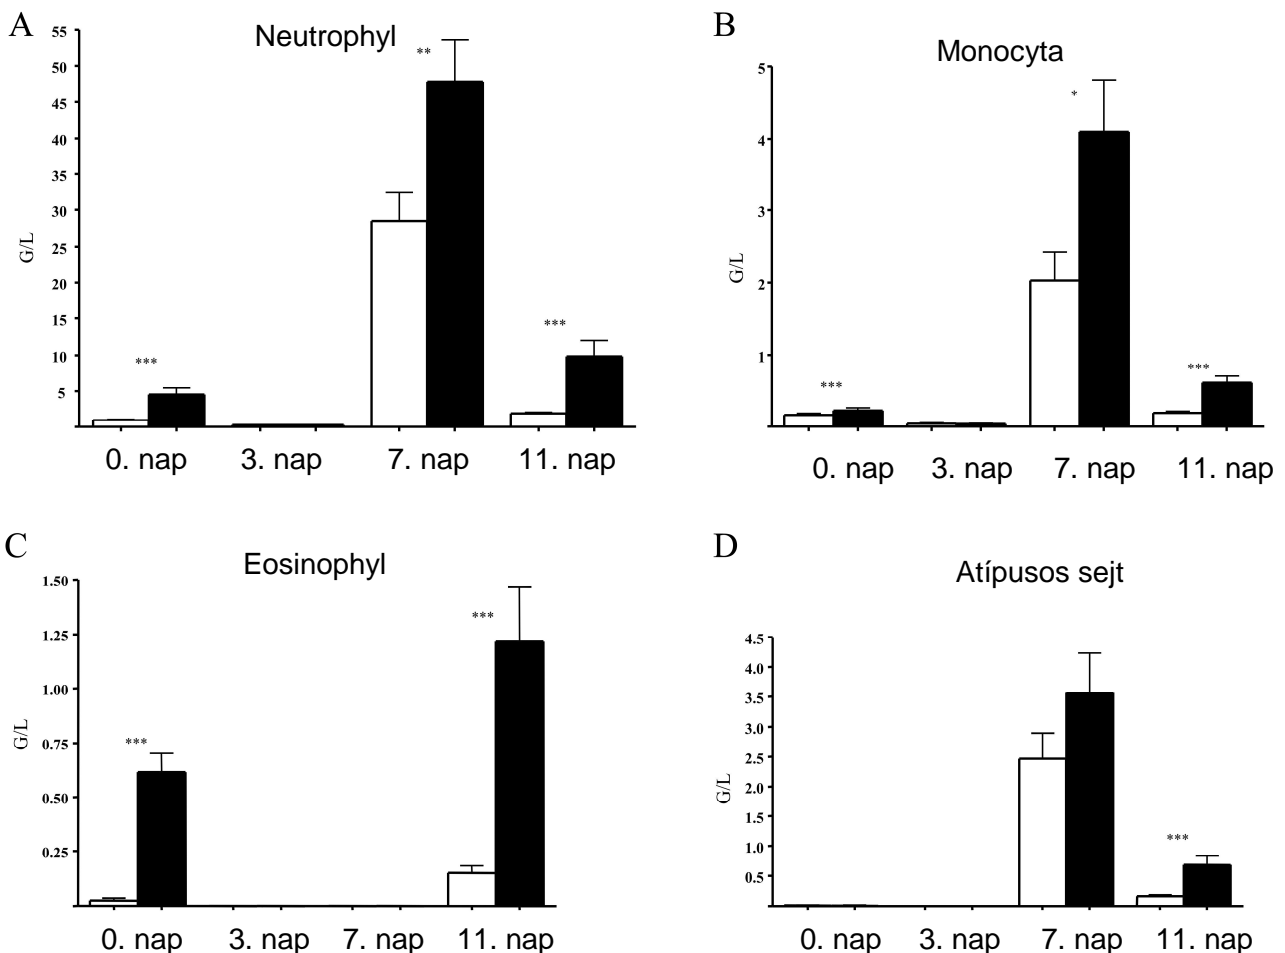 A
Neutrophyl
55
50
45
40
35
30
25
20
15
10
5
G/L
**
***
***
0. nap 3. nap 7. nap 11. nap
B
Monocyta
5
4
3
2
1
G/L
*
***
***
0. nap 3. nap 7. nap 11. nap
C
Eosinophyl
1.50
1.25
1.00
0.75
0.50
0.25
G/L
***
***
0. nap 3. nap 7. nap 11. nap
D
Atípusos sejt
4.5
4.0
3.5
3.0
2.5
2.0
1.5
1.0
0.5
G/L
***
0. nap 3. nap 7. nap 11. nap